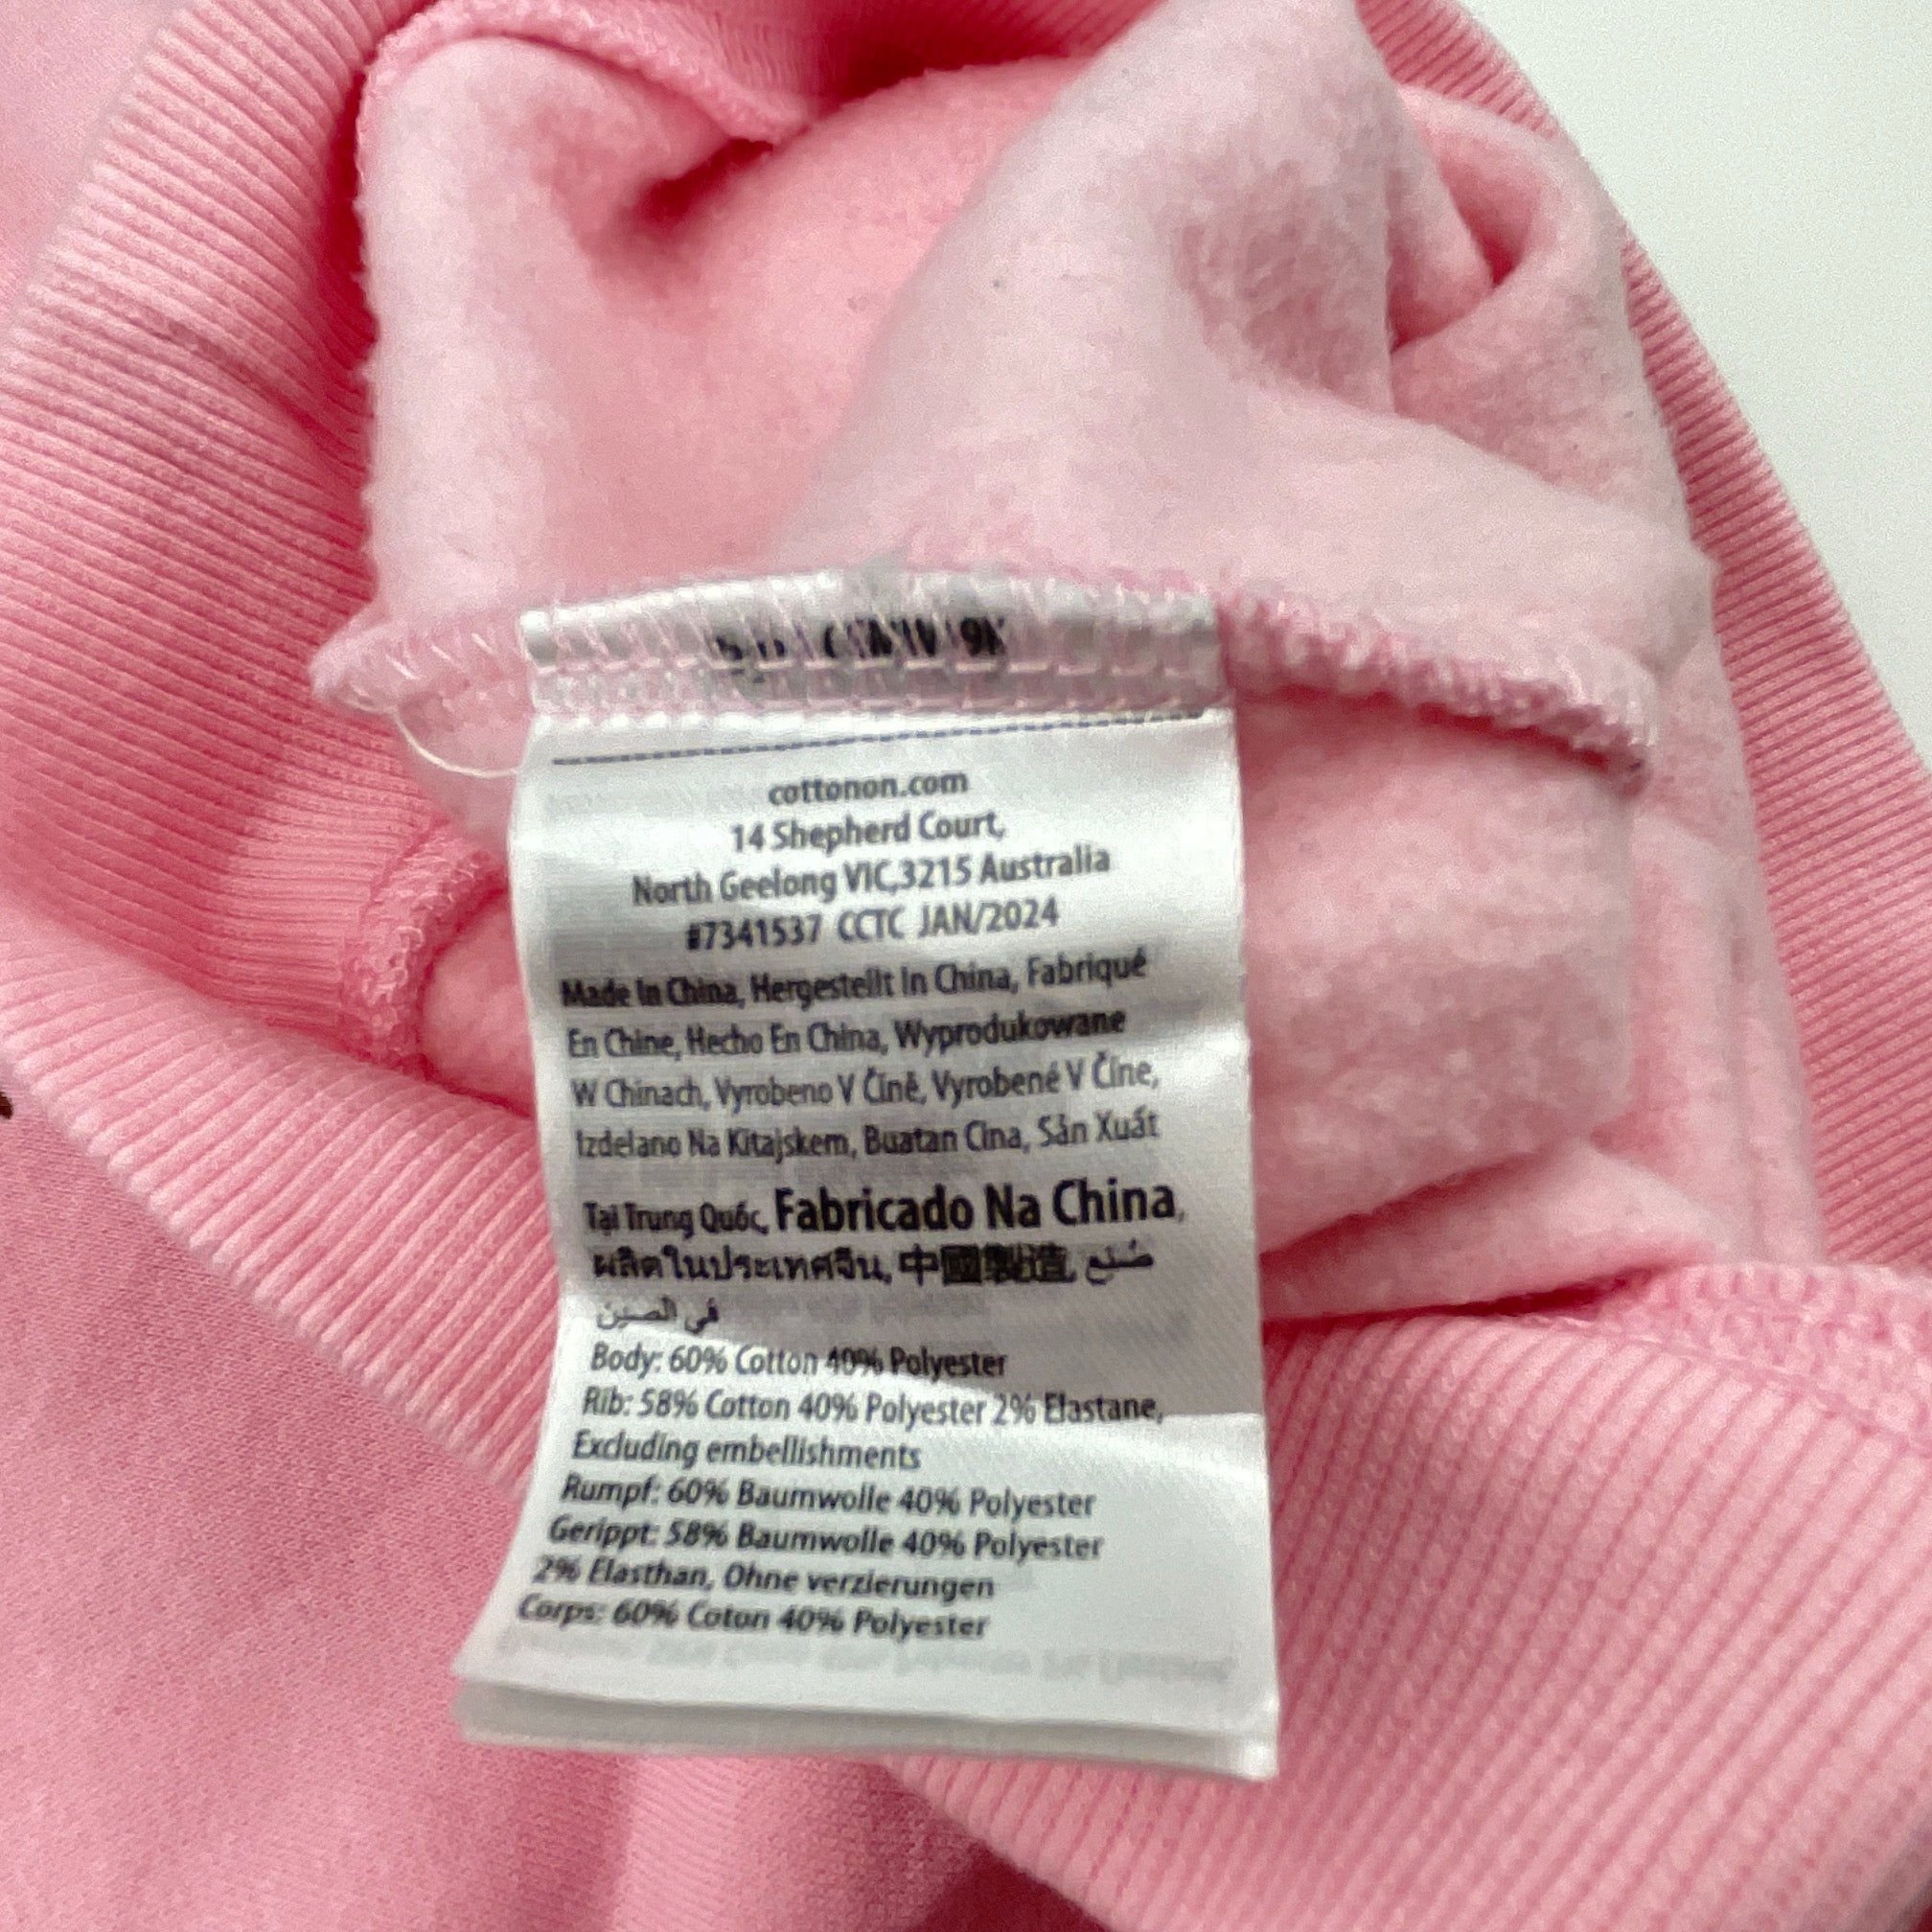 cottonon.com
14 Shepherd Court,
North Geelong VIC,3215 Australia
#7341537 CCTC JAN/2024
Made In China, Hergestellt In China, Fabriqué
En Chine, Hecho En China, Wyprodukowane
W Chinach, Vyrobeno V Číně, Vyrobené V Číne,
Izdelano Na Kitajskem, Buatan Cina, Sản Xuất
Tại Trung Quốc, Fabricado Na China,
ผลิตในประเทศจีน, 中國製造, صُنع
في الصين
Body: 60% Cotton 40% Polyester
Rib: 58% Cotton 40% Polyester 2% Elastane,
Excluding embellishments
Rumpf: 60% Baumwolle 40% Polyester
Gerippt: 58% Baumwolle 40% Polyester
2% Elasthan, Ohne verzierungen
Corps: 60% Coton 40% Polyester